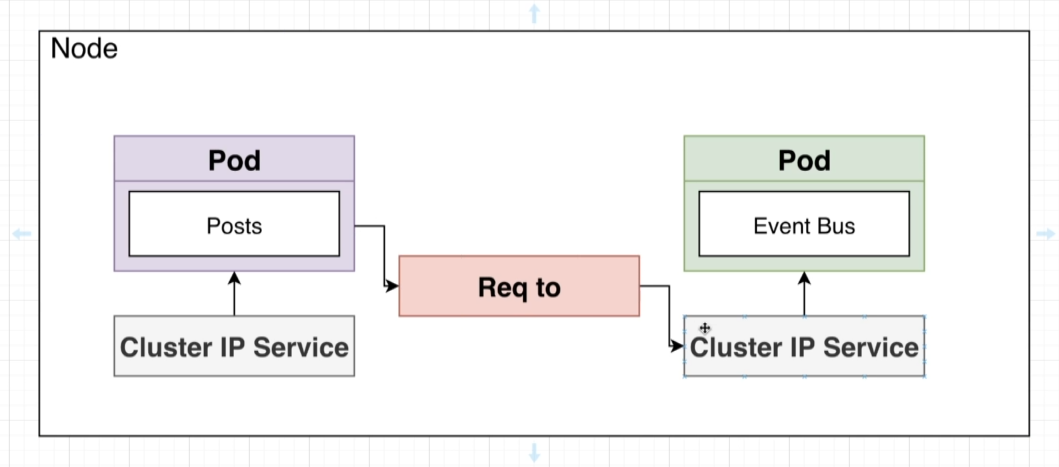 Node
Pod
Posts
Cluster IP Service
Req to
Pod
Event Bus
Cluster IP Service